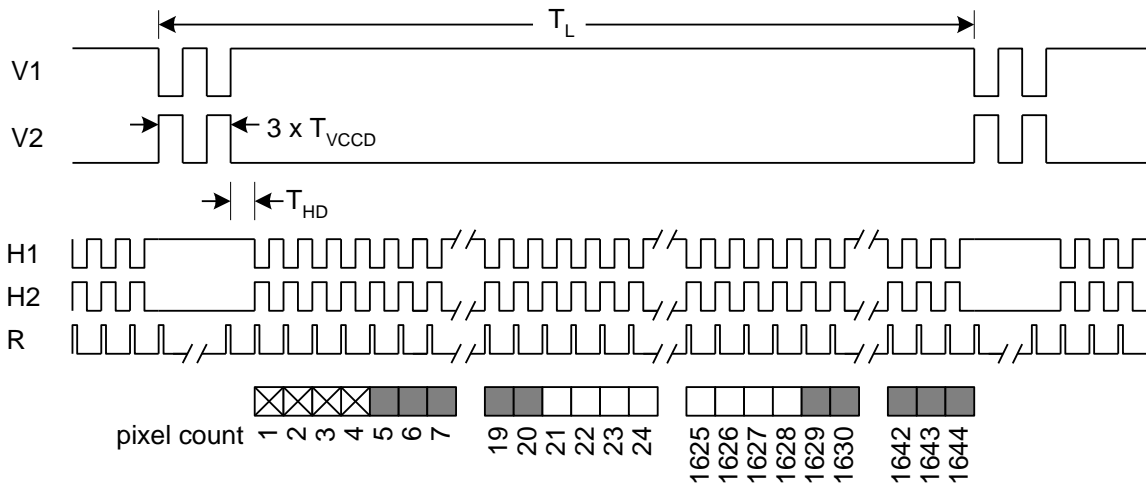 T_L
V1
V2
3 x T_VCCD
T_HD
H1
H2
R
pixel count
1 2 3 4 5 6 7 19 20 21 22 23 24 1625 1626 1627 1628 1629 1630 1642 1643 1644